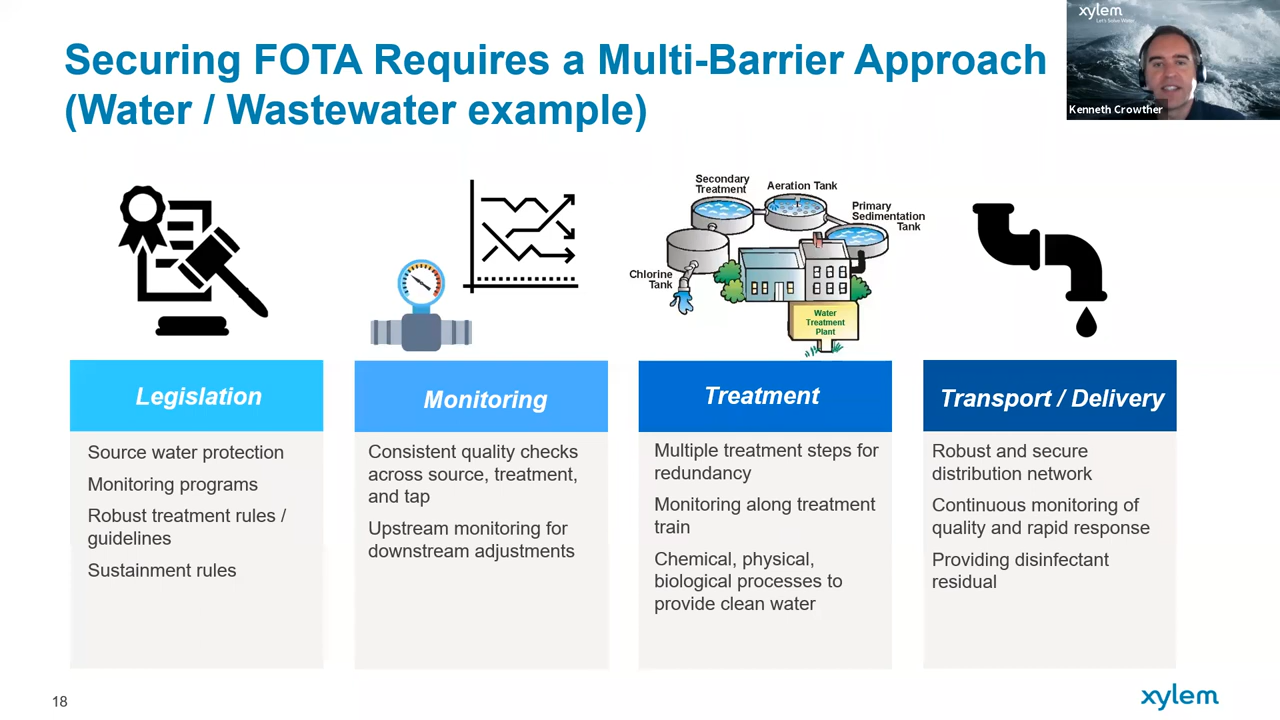 Securing FOTA Requires a Multi-Barrier Approach
(Water / Wastewater example)
xylem
Let's Solve Water
Kenneth Crowther
Secondary
Treatment
Aeration Tank
Primary
Sedimentation
Tank
Chlorine
Tank
Water
Treatment
Plant
Legislation
Source water protection
Monitoring programs
Robust treatment rules /
guidelines
Sustainment rules
Monitoring
Consistent quality checks
across source, treatment,
and tap
Upstream monitoring for
downstream adjustments
Treatment
Multiple treatment steps for
redundancy
Monitoring along treatment
train
Chemical, physical,
biological processes to
provide clean water
Transport / Delivery
Robust and secure
distribution network
Continuous monitoring of
quality and rapid response
Providing disinfectant
residual
18
xylem